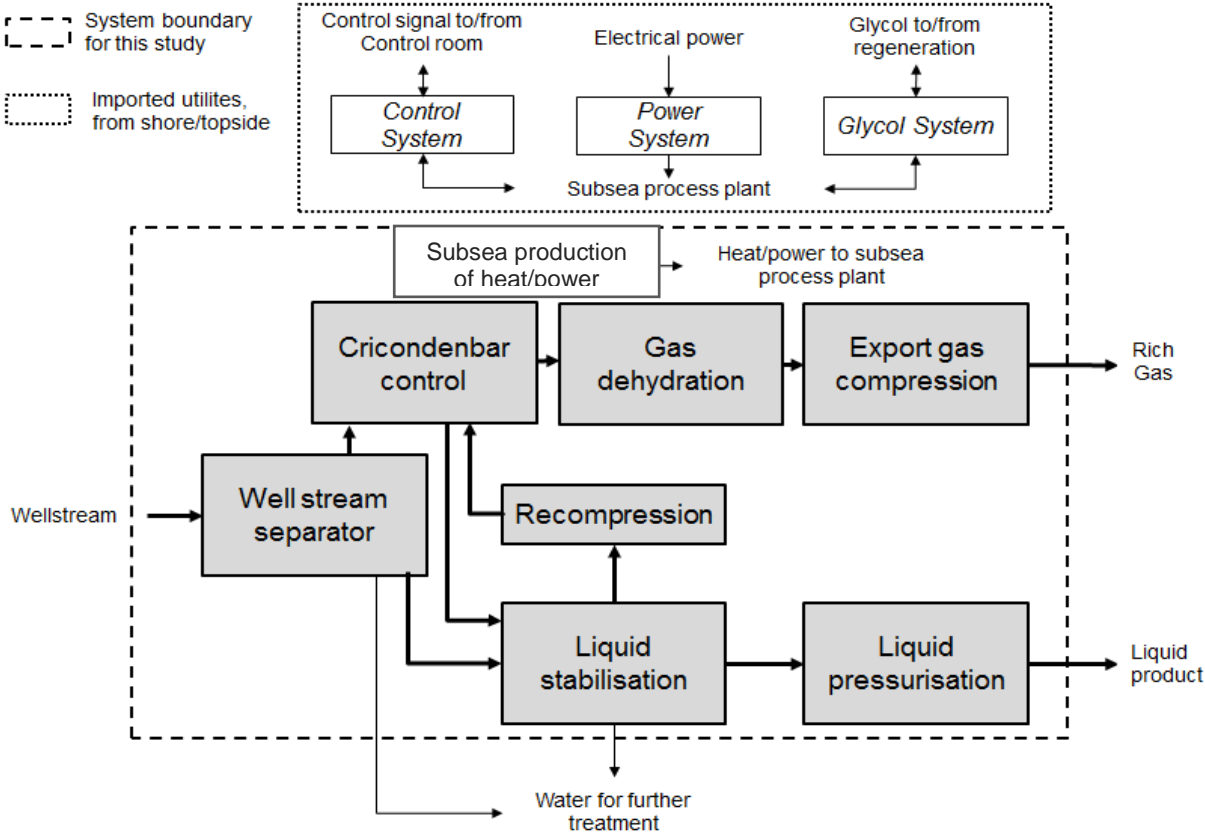 System boundary
for this study
Imported utilites,
from shore/topside
Control signal to/from
Control room
Electrical power
Glycol to/from
regeneration
Control
System
Power
System
Glycol System
Subsea process plant
Subsea production
of heat/power
Heat/power to subsea
process plant
Cricondenbar
control
Gas
dehydration
Export gas
compression
Rich
Gas
Wellstream
Well stream
separator
Recompression
Liquid
stabilisation
Liquid
pressurisation
Liquid
product
Water for further
treatment